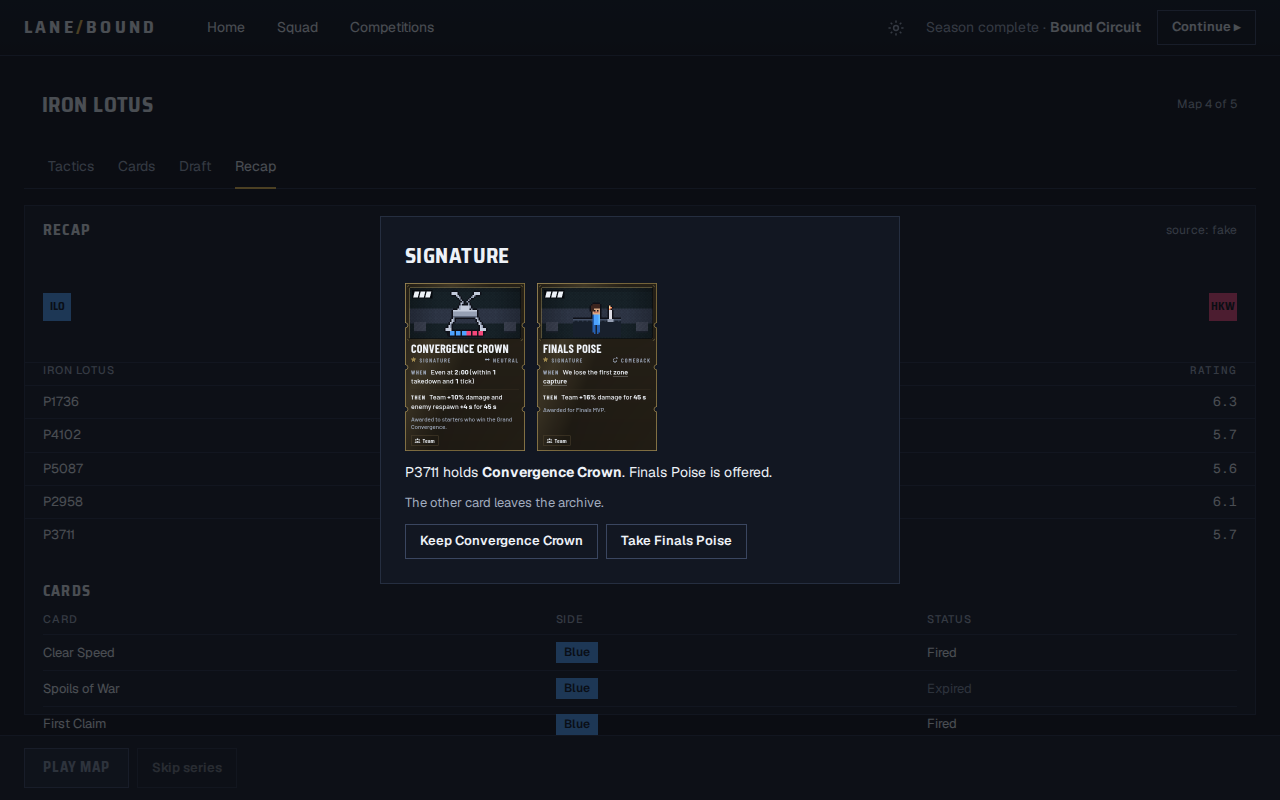 LANE/BOUND Home Squad Competitions Season complete · Bound Circuit Continue ▸
IRON LOTUS Map 4 of 5
Tactics Cards Draft Recap
RECAP source: fake
SIGNATURE
CONVERGENCE CROWN
SIGNATURE NEUTRAL
WHEN Even at 2:00 (within 1
takedown and 1 tick)
THEN Team +10% damage and
enemy respawn +4 s for 45 s
Awarded to starters who win the Grand
Convergence.
Team
FINALS POISE
SIGNATURE COMEBACK
WHEN We lose the first zone
capture
THEN Team +16% damage for 45 s
Awarded for Finals MVP.
Team
P3711 holds Convergence Crown. Finals Poise is offered.
The other card leaves the archive.
Keep Convergence Crown Take Finals Poise
ILO HKW
IRON LOTUS RATING
P1736 6.3
P4102 5.7
P5087 5.6
P2958 6.1
P3711 5.7
CARDS
CARD SIDE STATUS
Clear Speed Blue Fired
Spoils of War Blue Expired
First Claim Blue Fired
PLAY MAP Skip series